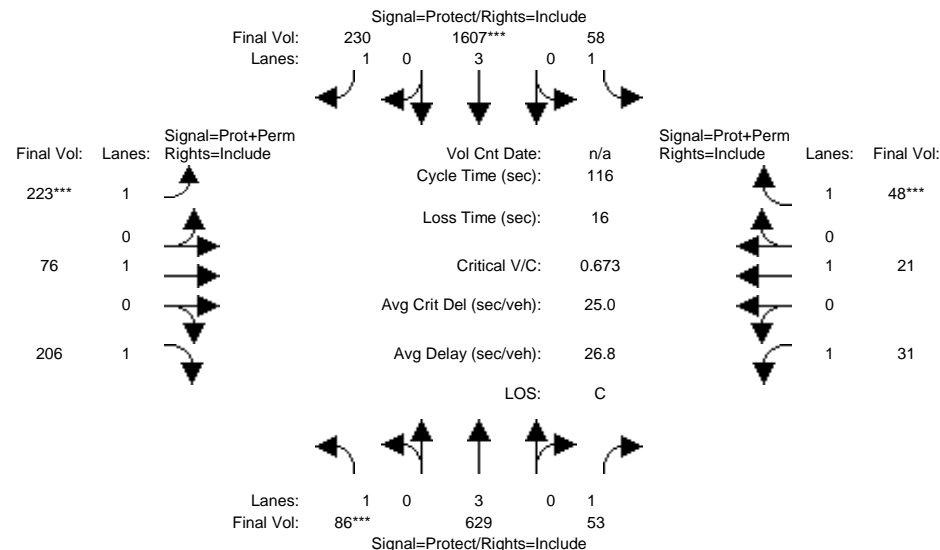 Signal=Protect/Rights=Include
Final Vol: 230 1607*** 58
Lanes: 1 0 3 0 1
Signal=Prot+Perm Signal=Prot+Perm
Final Vol: Lanes: Rights=Include Vol Cnt Date: n/a Rights=Include Lanes: Final Vol:
Cycle Time (sec): 116
223*** 1 1 48***
Loss Time (sec): 16
0 0
76 1 Critical V/C: 0.673 1 21
0 Avg Crit Del (sec/veh): 25.0 0
206 1 Avg Delay (sec/veh): 26.8 1 31
LOS: C
Lanes: 1 0 3 0 1
Final Vol: 86*** 629 53
Signal=Protect/Rights=Include